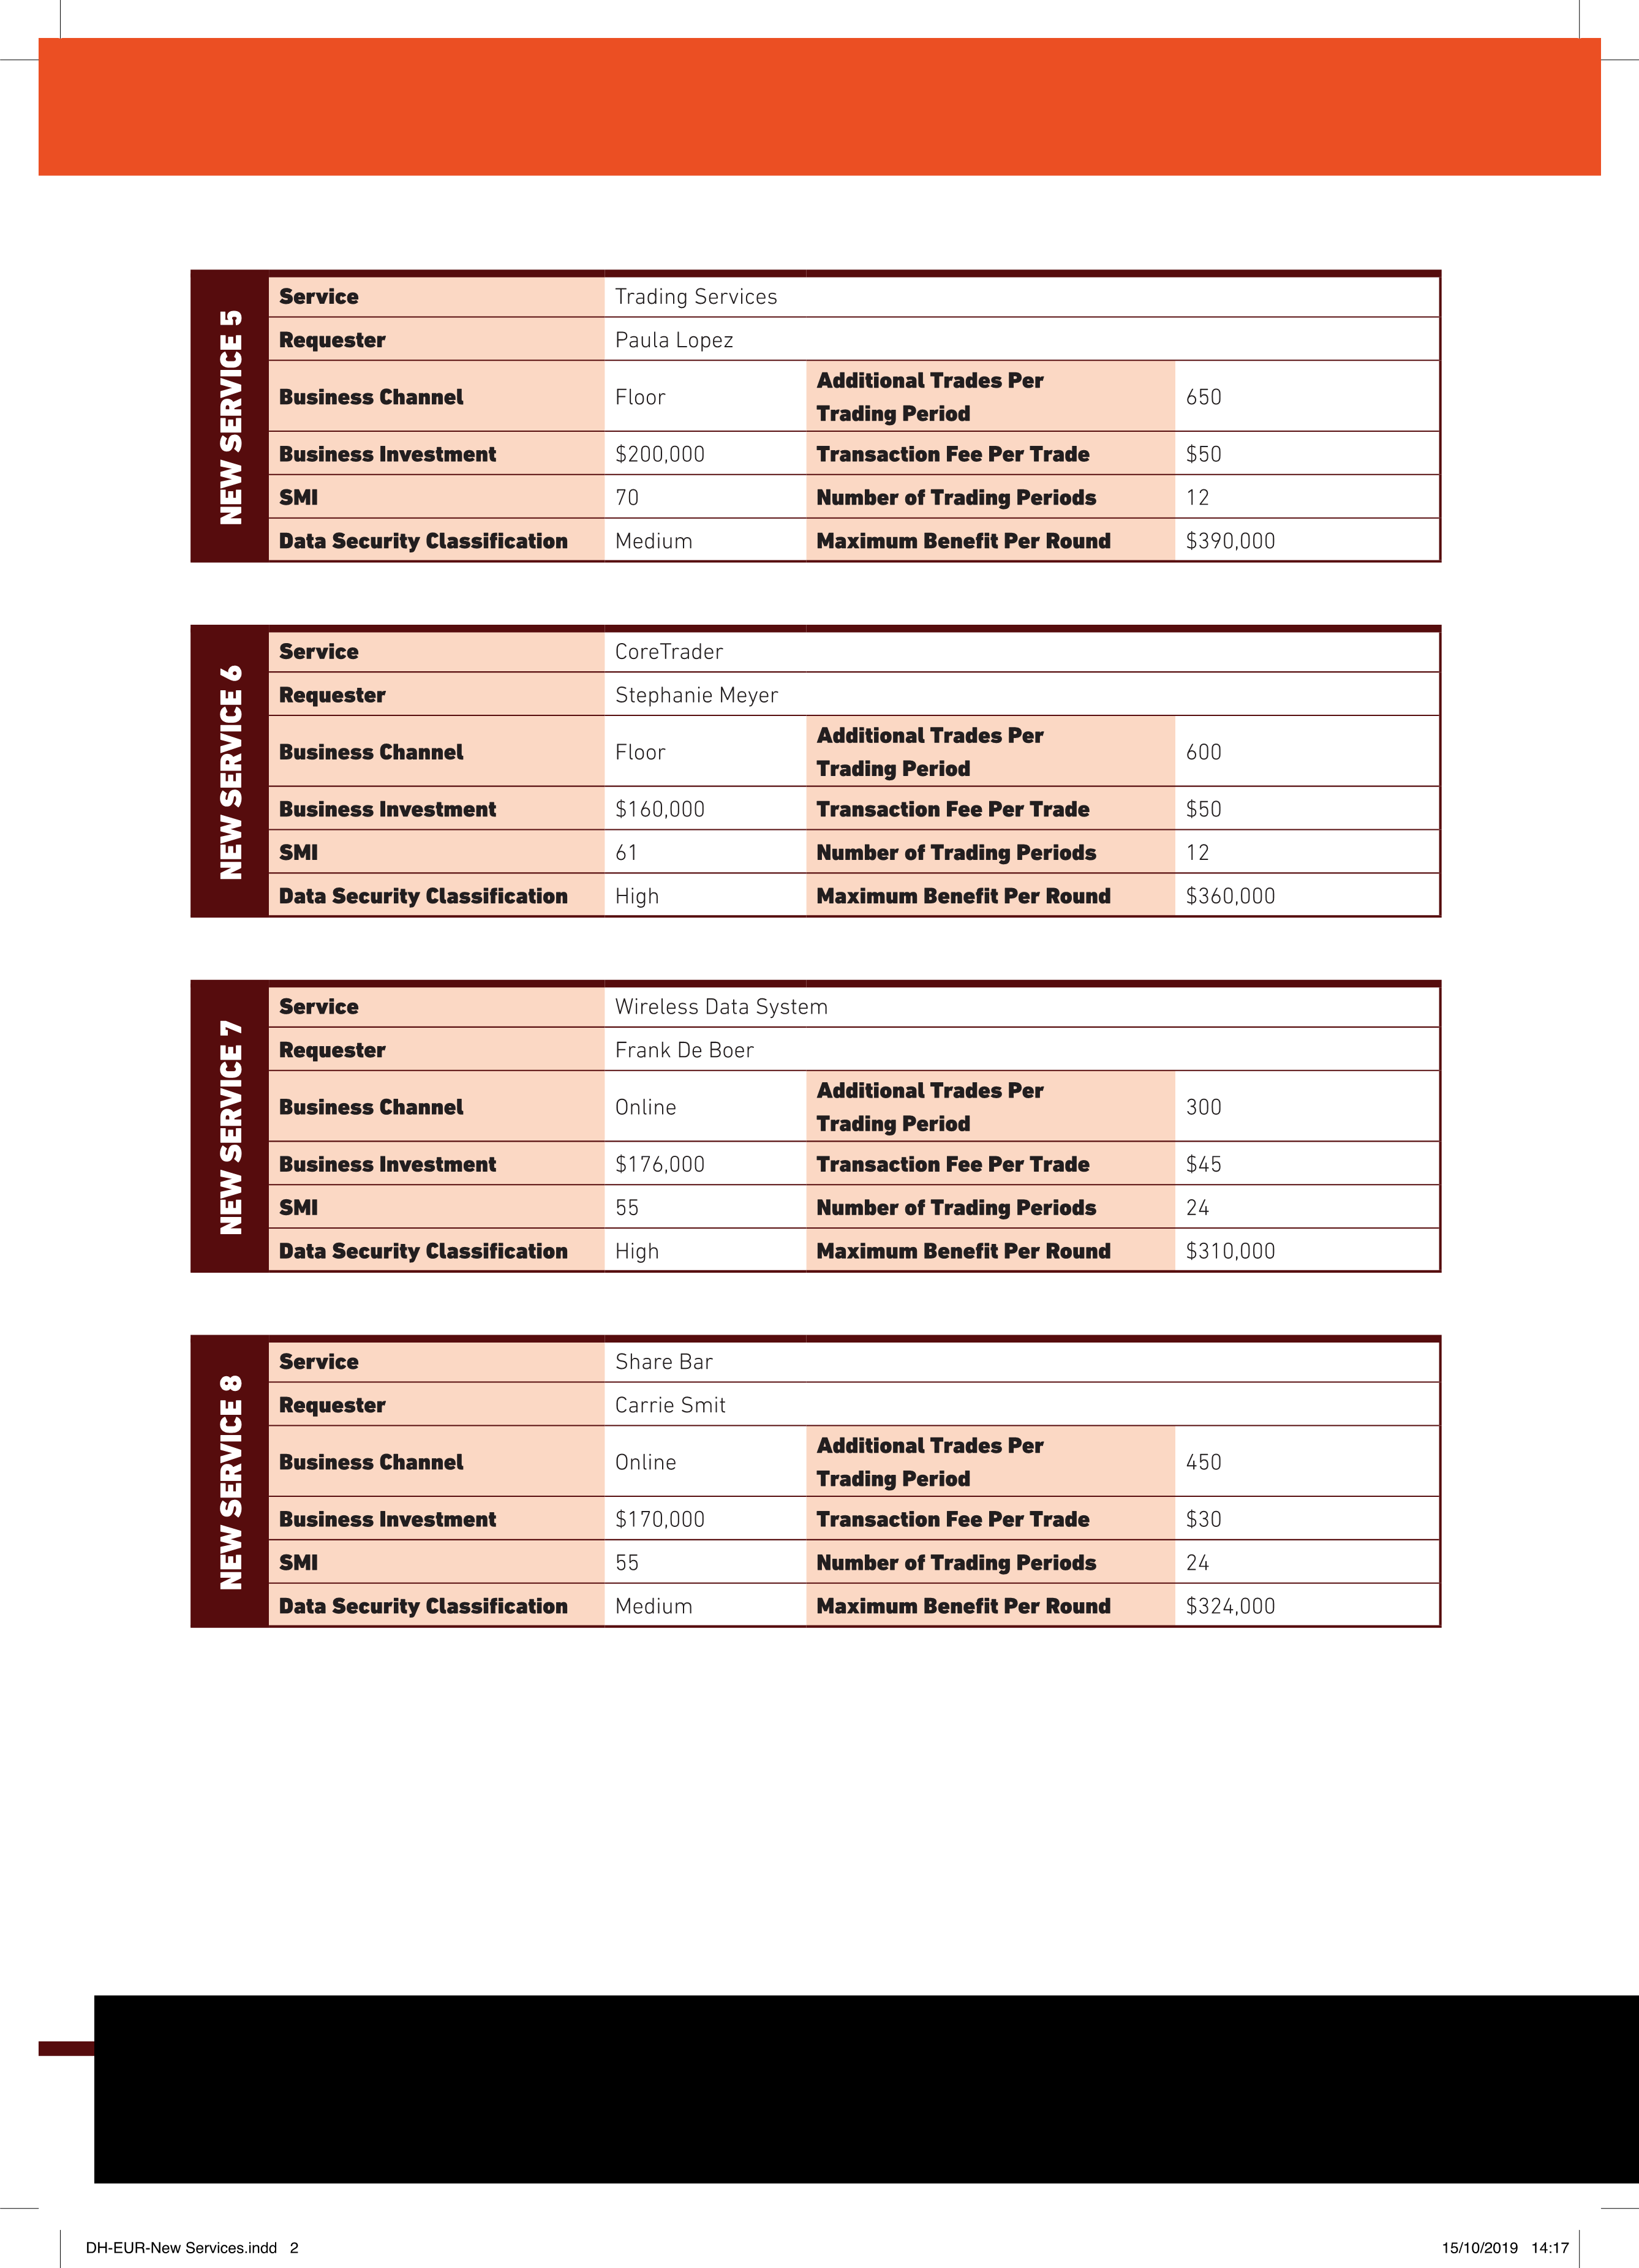 NEW SERVICE 5
Service Trading Services
Requester Paula Lopez
Business Channel Floor Additional Trades Per Trading Period 650
Business Investment $200,000 Transaction Fee Per Trade $50
SMI 70 Number of Trading Periods 12
Data Security Classification Medium Maximum Benefit Per Round $390,000
NEW SERVICE 6
Service CoreTrader
Requester Stephanie Meyer
Business Channel Floor Additional Trades Per Trading Period 600
Business Investment $160,000 Transaction Fee Per Trade $50
SMI 61 Number of Trading Periods 12
Data Security Classification High Maximum Benefit Per Round $360,000
NEW SERVICE 7
Service Wireless Data System
Requester Frank De Boer
Business Channel Online Additional Trades Per Trading Period 300
Business Investment $176,000 Transaction Fee Per Trade $45
SMI 55 Number of Trading Periods 24
Data Security Classification High Maximum Benefit Per Round $310,000
NEW SERVICE 8
Service Share Bar
Requester Carrie Smit
Business Channel Online Additional Trades Per Trading Period 450
Business Investment $170,000 Transaction Fee Per Trade $30
SMI 55 Number of Trading Periods 24
Data Security Classification Medium Maximum Benefit Per Round $324,000
DH-EUR-New Services.indd 2 15/10/2019 14:17